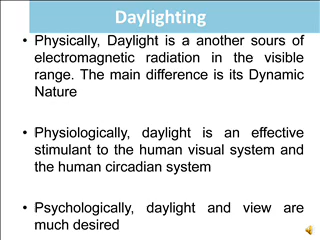 Daylighting
• Physically, Daylight is a another sours of
electromagnetic radiation in the visible
range. The main difference is its Dynamic
Nature
• Physiologically, daylight is an effective
stimulant to the human visual system and
the human circadian system
• Psychologically, daylight and view are
much desired